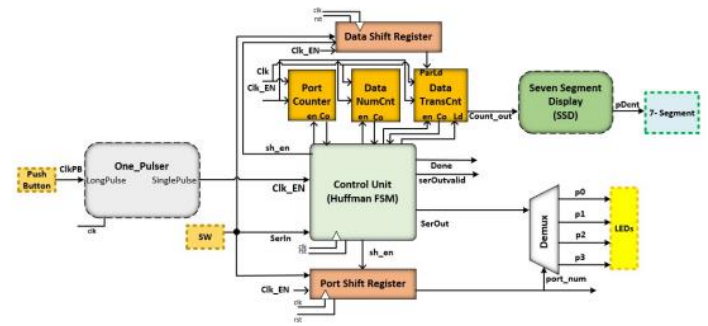 clk
rst
Data Shift Register
Clk_EN
Clk
Clk_EN
Port
Counter
en Co
Data
NumCnt
en Co
ParLd
Data
TransCnt
en Co Ld
Count_out
Seven Segment
Display
(SSD)
pDcnt
7- Segment
sh_en
Push
Button
ClkPB
One_Pulser
LongPulse
SinglePulse
clk
Clk_EN
Control Unit
(Huffman FSM)
Done
serOutvalid
SerOut
SW
SerIn
clk
rst
sh_en
Demux
p0
p1
p2
p3
LEDs
port_num
Clk_EN
Port Shift Register
clk
rst